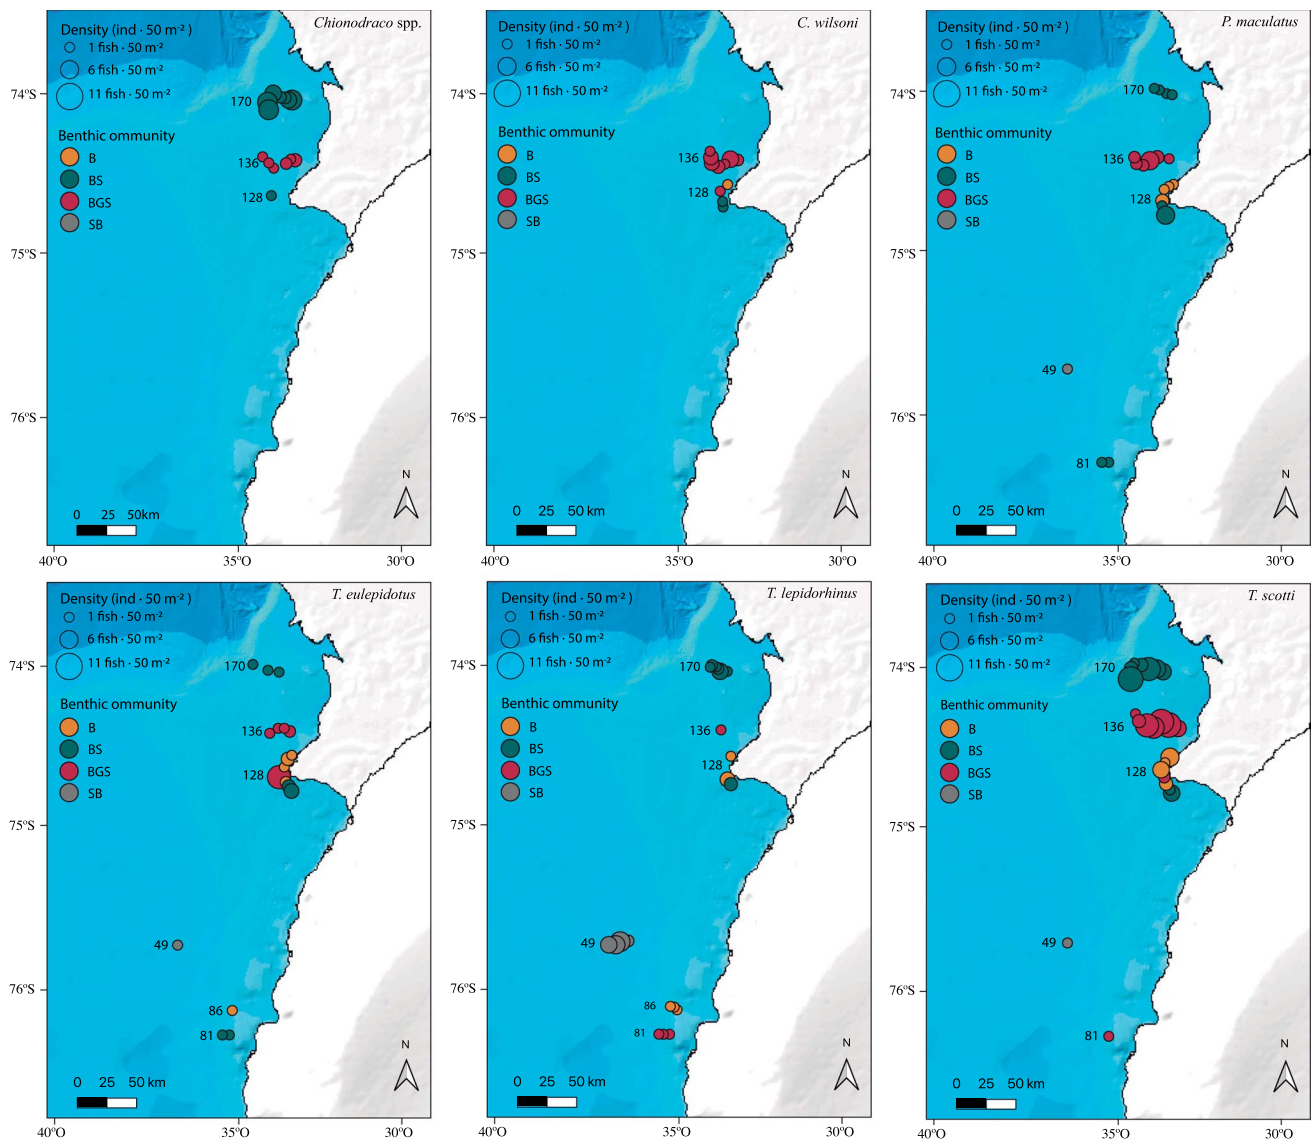 Chionodraco spp.
Density (ind · 50 m-2 )
1 fish · 50 m-2
6 fish · 50 m-2
11 fish · 50 m-2
74ºS
170
Benthic ommunity
B
BS
BGS
SB
136
128
75ºS
76ºS
N
0 25 50km
40ºO 35ºO 30ºO
C. wilsoni
Density (ind · 50 m-2 )
1 fish · 50 m-2
6 fish · 50 m-2
11 fish · 50 m-2
74ºS
Benthic ommunity
B
BS
BGS
SB
136
128
75ºS
76ºS
N
0 25 50 km
40ºO 35ºO 30ºO
P. maculatus
Density (ind · 50 m-2 )
1 fish · 50 m-2
6 fish · 50 m-2
11 fish · 50 m-2
74ºS
170
Benthic ommunity
B
BS
BGS
SB
136
128
75ºS
49
76ºS
81
N
0 25 50 km
40ºO 35ºO 30ºO
T. eulepidotus
Density (ind · 50 m-2 )
1 fish · 50 m-2
6 fish · 50 m-2
11 fish · 50 m-2
74ºS
170
Benthic ommunity
B
BS
BGS
SB
136
128
75ºS
49
76ºS
86
81
N
0 25 50 km
40ºO 35ºO 30ºO
T. lepidorhinus
Density (ind · 50 m-2 )
1 fish · 50 m-2
6 fish · 50 m-2
11 fish · 50 m-2
74ºS
170
Benthic ommunity
B
BS
BGS
SB
136
128
75ºS
49
76ºS
86
81
N
0 25 50 km
40ºO 35ºO 30ºO
T. scotti
Density (ind · 50 m-2 )
1 fish · 50 m-2
6 fish · 50 m-2
11 fish · 50 m-2
74ºS
170
Benthic ommunity
B
BS
BGS
SB
136
128
75ºS
49
76ºS
81
N
0 25 50 km
40ºO 35ºO 30ºO